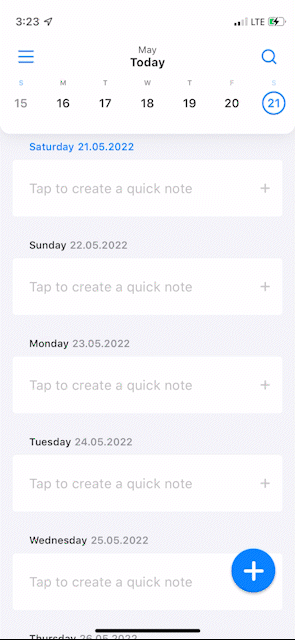 3:23 LTE
May
Today
S M T W T F S
15 16 17 18 19 20 21
Saturday 21.05.2022
Tap to create a quick note +
Sunday 22.05.2022
Tap to create a quick note +
Monday 23.05.2022
Tap to create a quick note +
Tuesday 24.05.2022
Tap to create a quick note +
Wednesday 25.05.2022
Tap to create a quick note
Thursday 26.05.2022